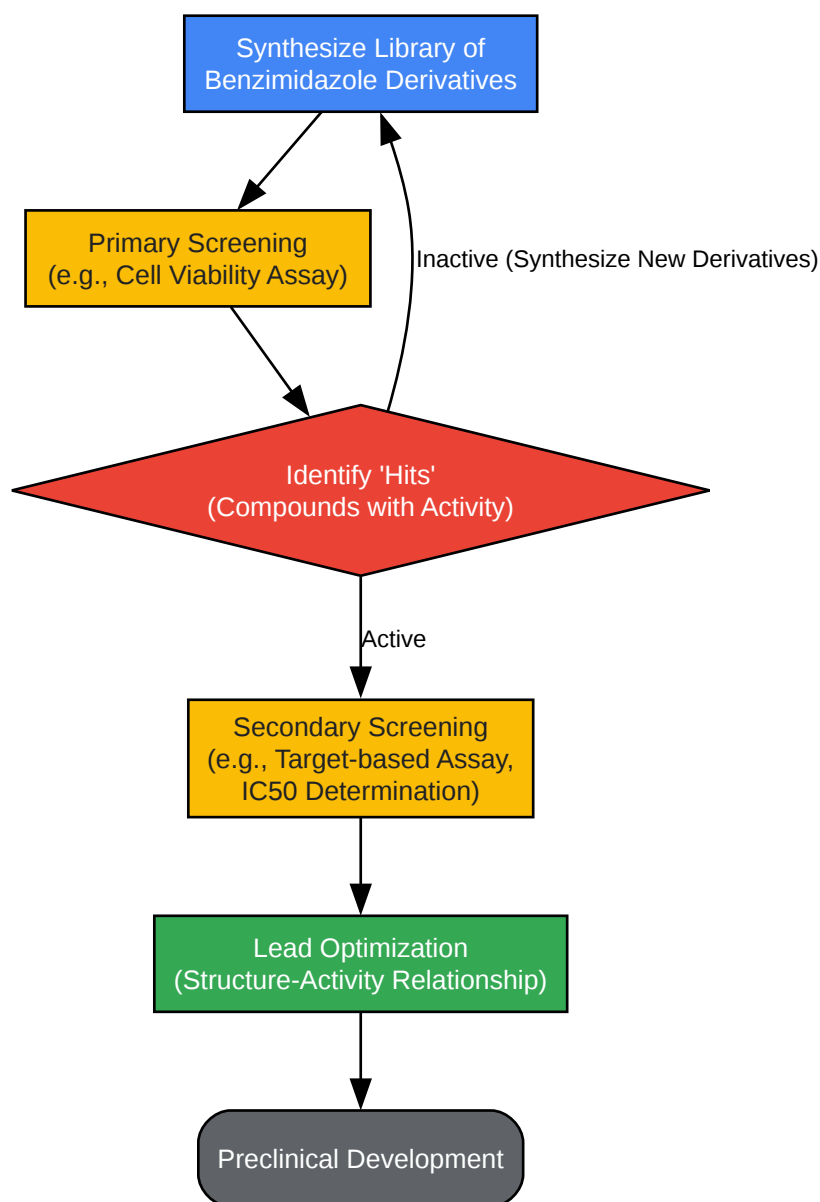 Synthesize Library of
Benzimidazole Derivatives
Primary Screening
(e.g., Cell Viability Assay)
Inactive (Synthesize New Derivatives)
Identify 'Hits'
(Compounds with Activity)
Active
Secondary Screening
(e.g., Target-based Assay,
IC50 Determination)
Lead Optimization
(Structure-Activity Relationship)
Preclinical Development